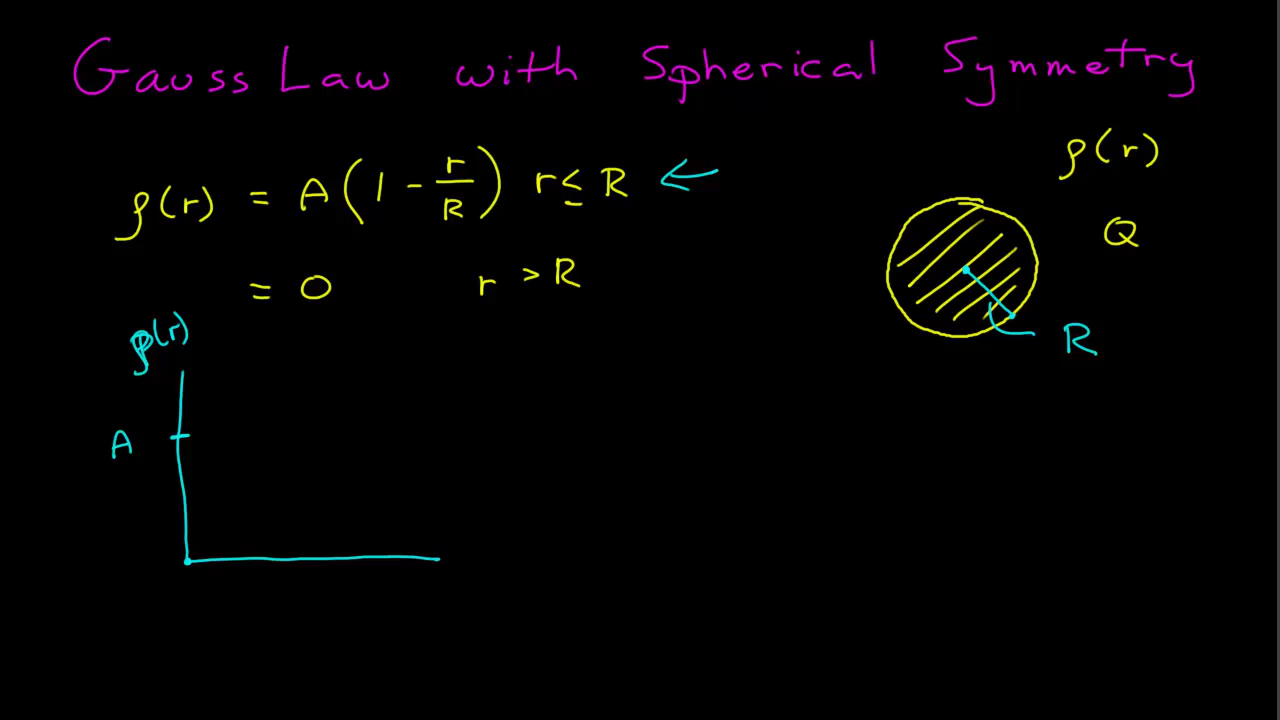 Gauss Law with Spherical Symmetry
ρ(r) = A(1 - r/R) r ≤ R
= 0 r > R
ρ(r)
Q
R
ρ(r)
A